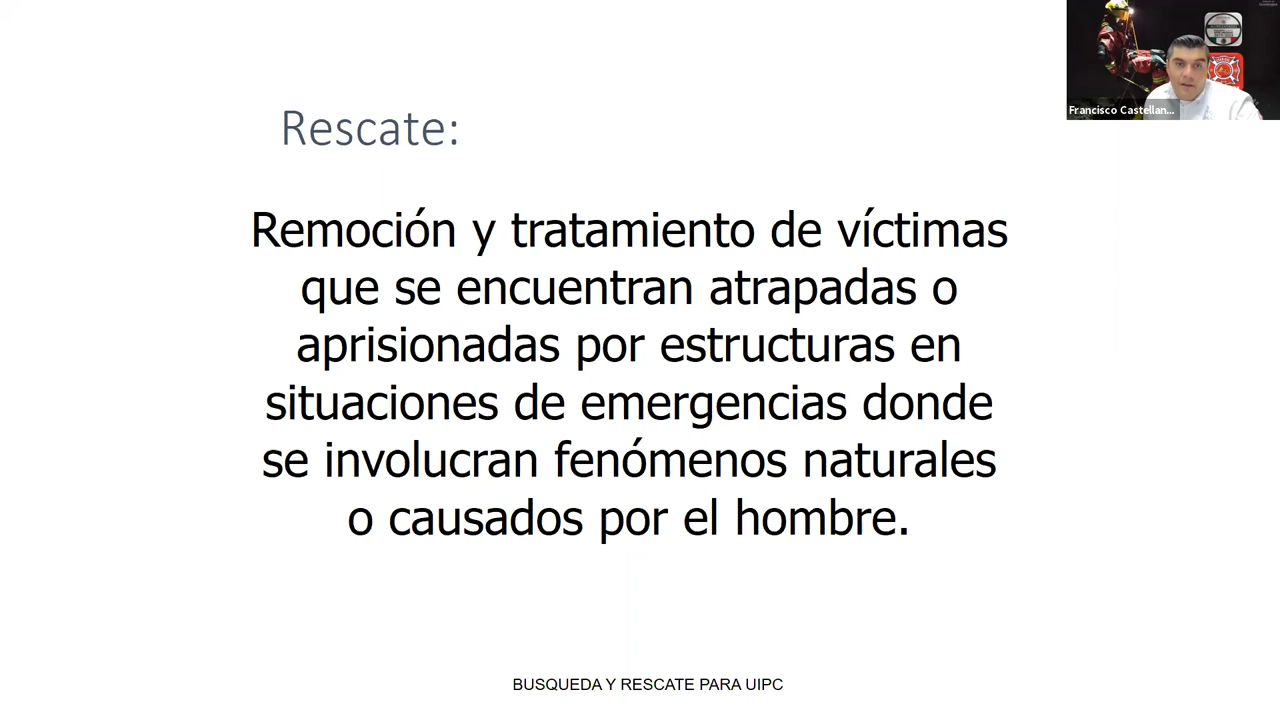 Francisco Castellan...
Rescate:
Remoción y tratamiento de víctimas
que se encuentran atrapadas o
aprisionadas por estructuras en
situaciones de emergencias donde
se involucran fenómenos naturales
o causados por el hombre.
BUSQUEDA Y RESCATE PARA UIPC